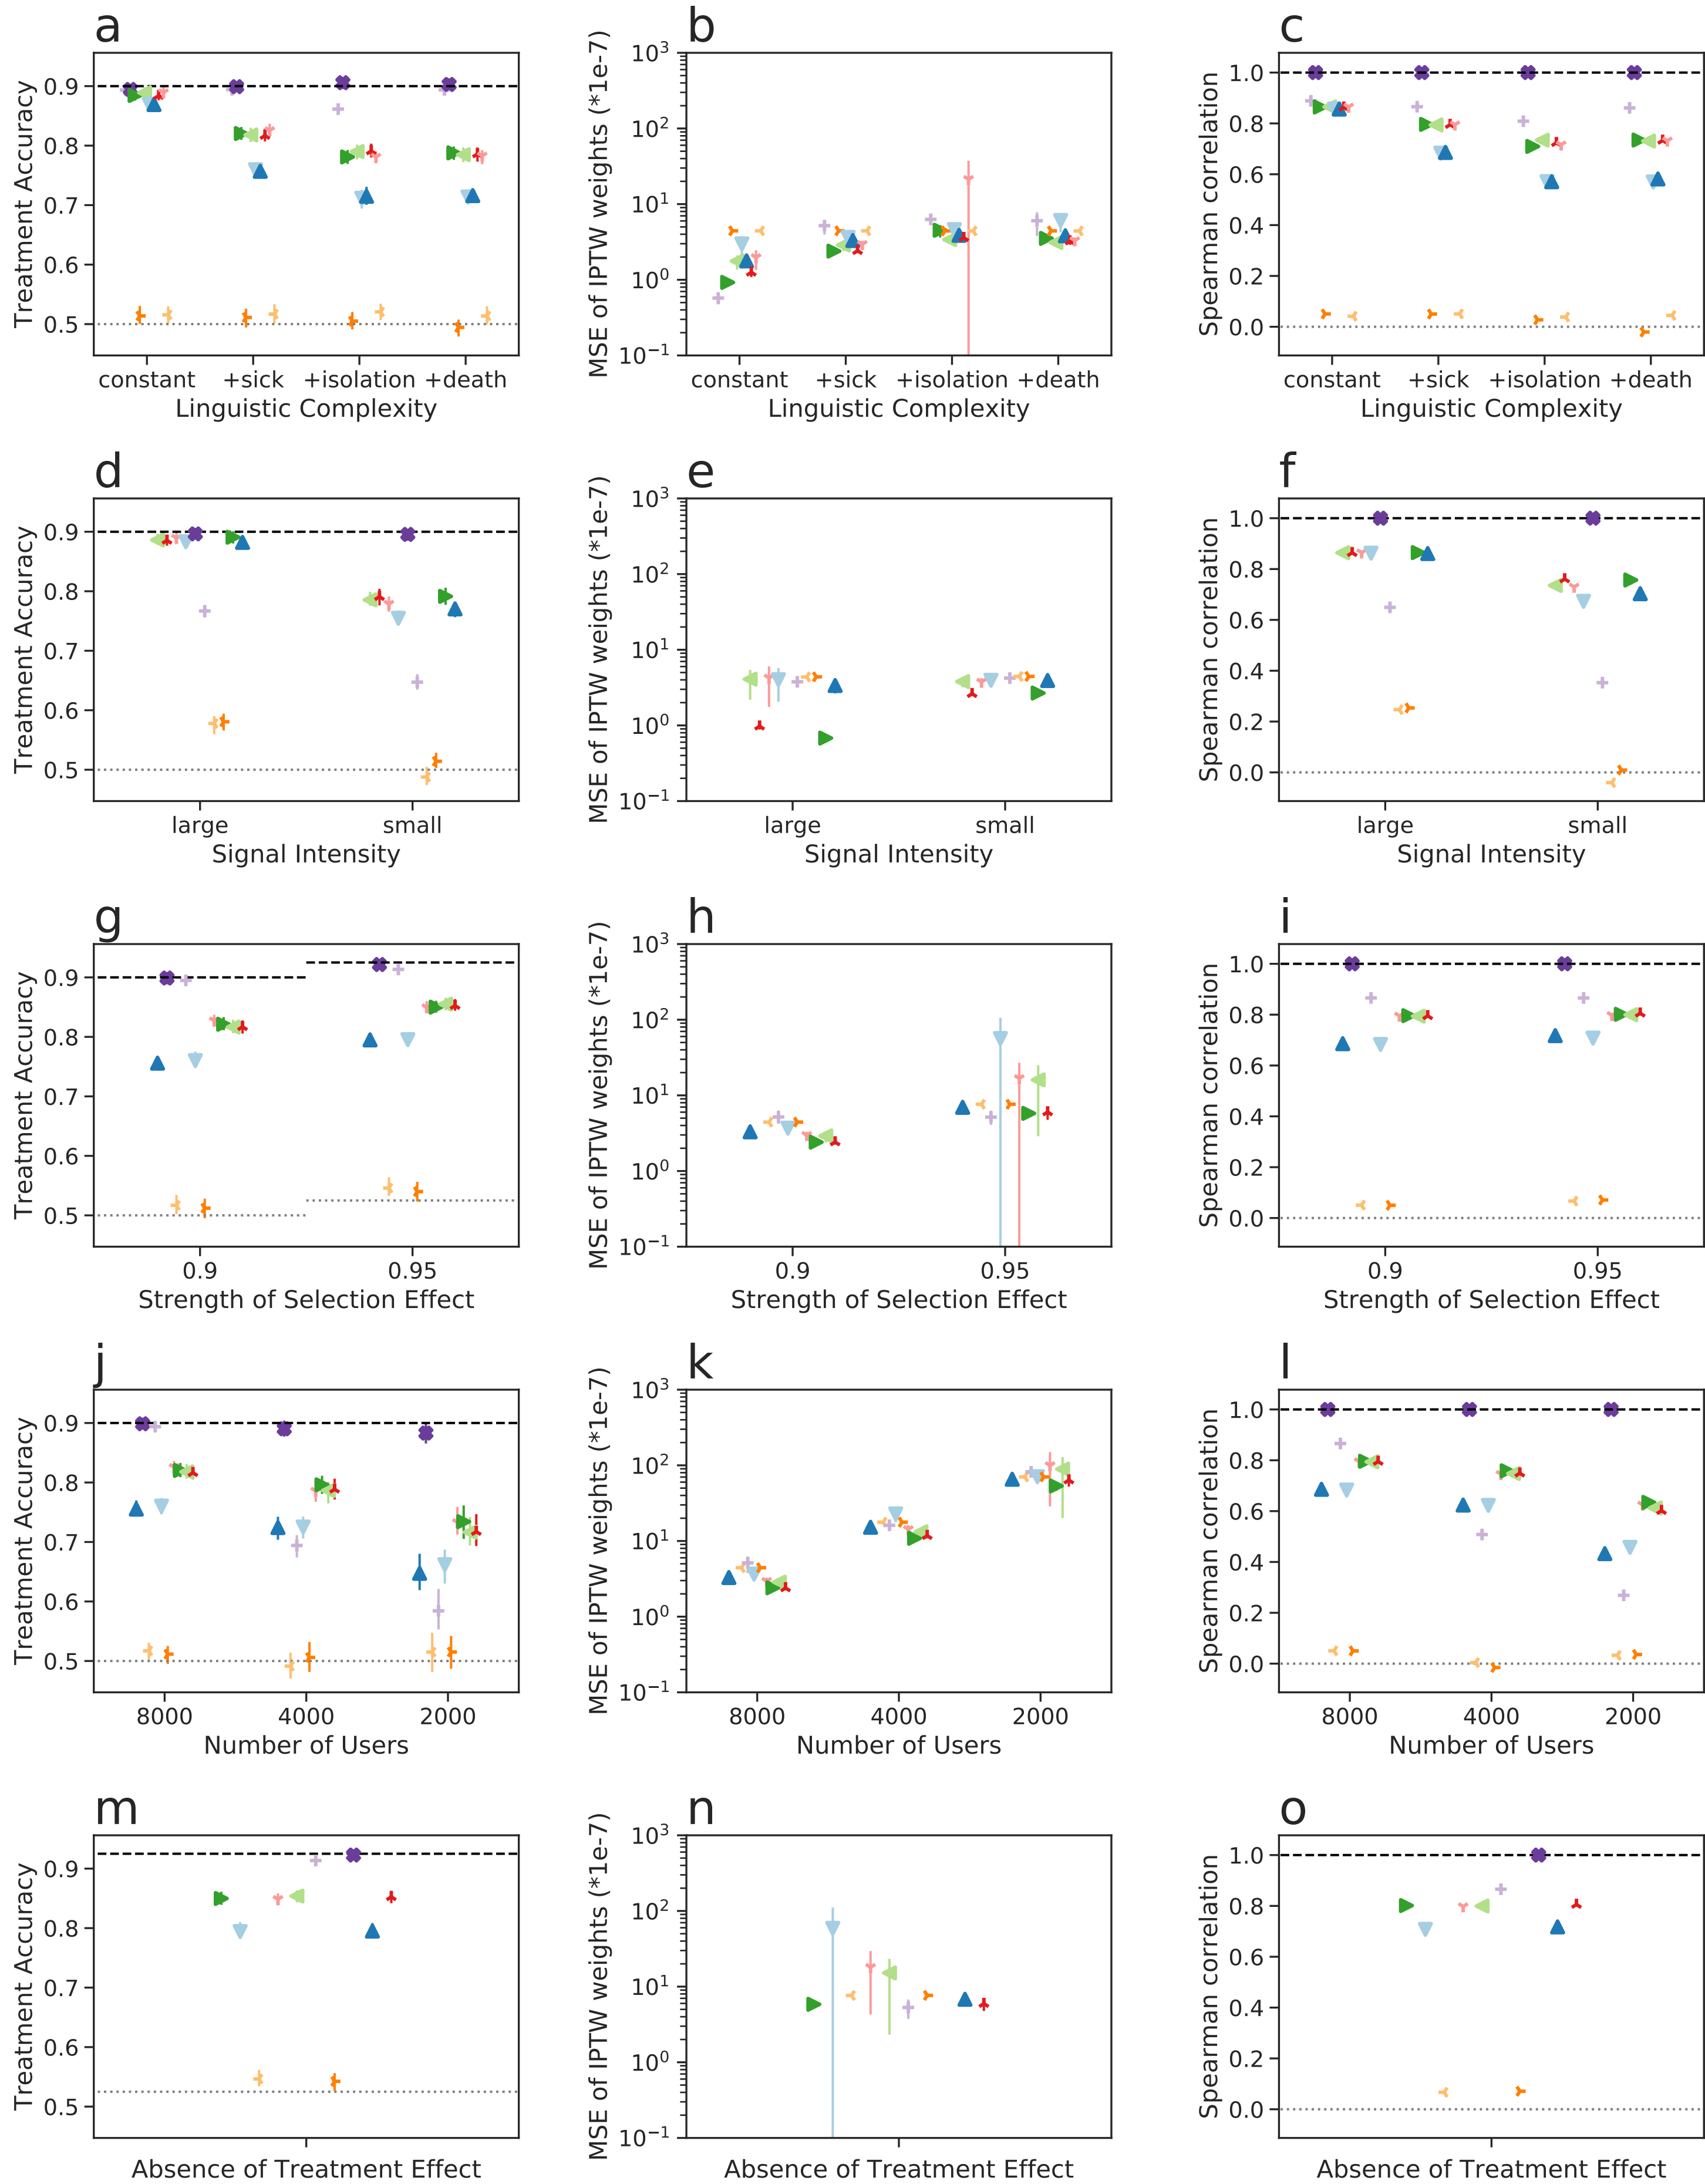 a
b
c
Treatment Accuracy
0.9
0.8
0.7
0.6
0.5
constant +sick +isolation +death
Linguistic Complexity
MSE of IPTW weights (*1e-7)
10³
10²
10¹
10⁰
10⁻¹
constant +sick +isolation +death
Linguistic Complexity
Spearman correlation
1.0
0.8
0.6
0.4
0.2
0.0
constant +sick +isolation +death
Linguistic Complexity
d
e
f
Treatment Accuracy
0.9
0.8
0.7
0.6
0.5
large small
Signal Intensity
MSE of IPTW weights (*1e-7)
10³
10²
10¹
10⁰
10⁻¹
large small
Signal Intensity
Spearman correlation
1.0
0.8
0.6
0.4
0.2
0.0
large small
Signal Intensity
g
h
i
Treatment Accuracy
0.9
0.8
0.7
0.6
0.5
0.9 0.95
Strength of Selection Effect
MSE of IPTW weights (*1e-7)
10³
10²
10¹
10⁰
10⁻¹
0.9 0.95
Strength of Selection Effect
Spearman correlation
1.0
0.8
0.6
0.4
0.2
0.0
0.9 0.95
Strength of Selection Effect
j
k
l
Treatment Accuracy
0.9
0.8
0.7
0.6
0.5
8000 4000 2000
Number of Users
MSE of IPTW weights (*1e-7)
10³
10²
10¹
10⁰
10⁻¹
8000 4000 2000
Number of Users
Spearman correlation
1.0
0.8
0.6
0.4
0.2
0.0
8000 4000 2000
Number of Users
m
n
o
Treatment Accuracy
0.9
0.8
0.7
0.6
0.5
Absence of Treatment Effect
MSE of IPTW weights (*1e-7)
10³
10²
10¹
10⁰
10⁻¹
Absence of Treatment Effect
Spearman correlation
1.0
0.8
0.6
0.4
0.2
0.0
Absence of Treatment Effect